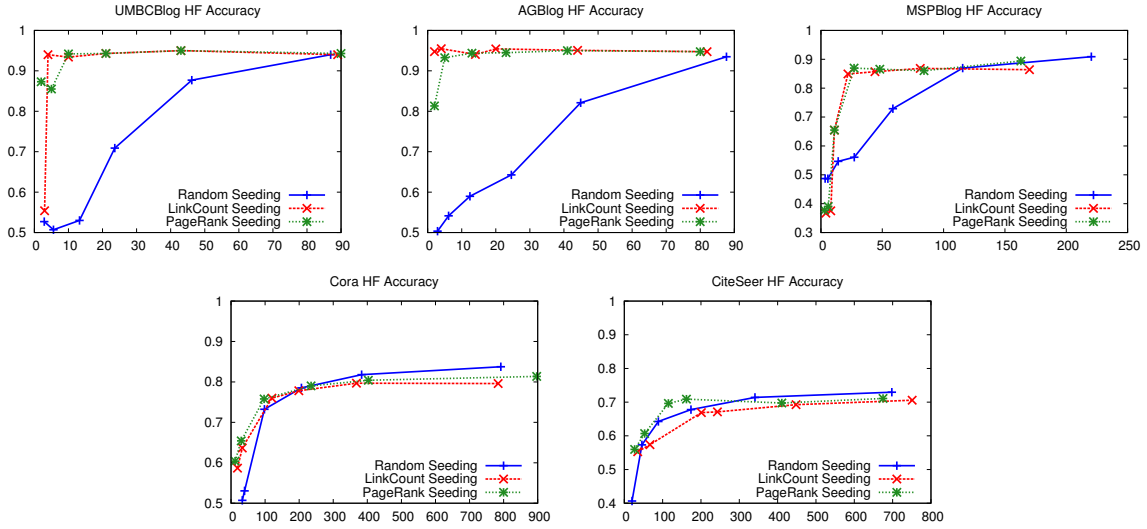 UMBCBlog HF Accuracy
1
0.9
0.8
0.7
0.6
0.5
Random Seeding
LinkCount Seeding
PageRank Seeding
0 10 20 30 40 50 60 70 80 90
AGBlog HF Accuracy
1
0.9
0.8
0.7
0.6
0.5
Random Seeding
LinkCount Seeding
PageRank Seeding
0 10 20 30 40 50 60 70 80 90
MSPBlog HF Accuracy
1
0.9
0.8
0.7
0.6
0.5
0.4
0.3
Random Seeding
LinkCount Seeding
PageRank Seeding
0 50 100 150 200 250
Cora HF Accuracy
1
0.9
0.8
0.7
0.6
0.5
Random Seeding
LinkCount Seeding
PageRank Seeding
0 100 200 300 400 500 600 700 800 900
CiteSeer HF Accuracy
1
0.9
0.8
0.7
0.6
0.5
0.4
Random Seeding
LinkCount Seeding
PageRank Seeding
0 100 200 300 400 500 600 700 800